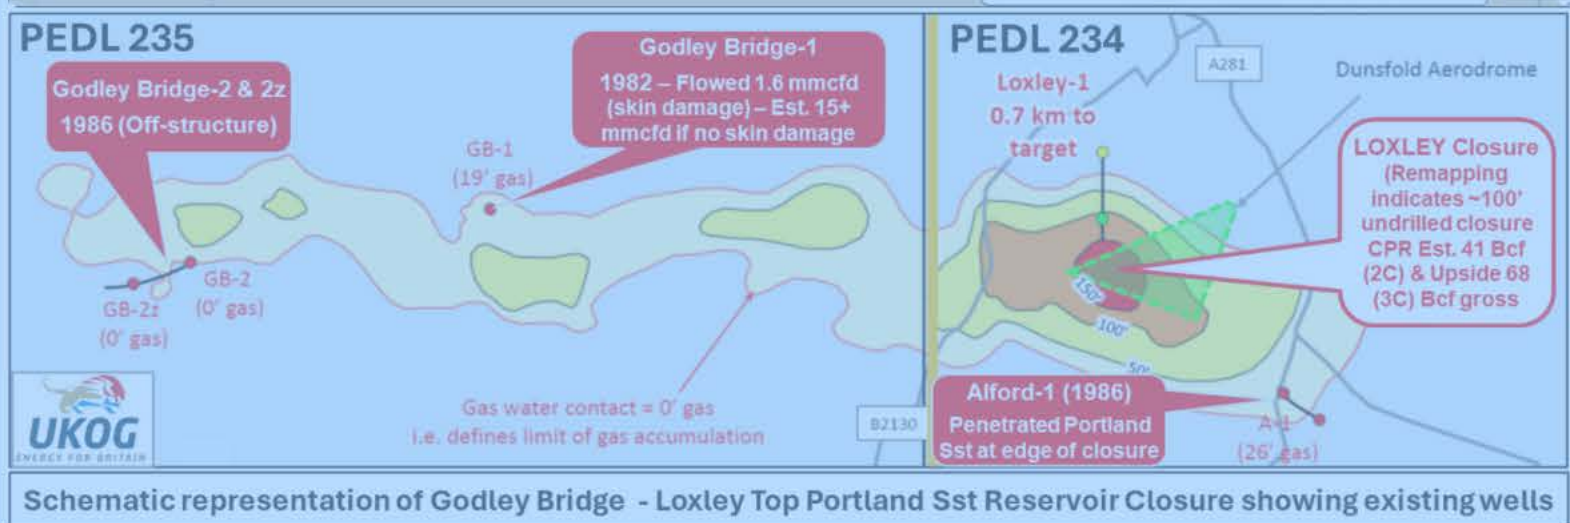 PEDL 235
Godley Bridge-2 & 2z
1986 (Off-structure)
Godley Bridge-1
1982 – Flowed 1.6 mmcfd
(skin damage) – Est. 15+
mmcfd if no skin damage
GB-1
(19' gas)
GB-2
(0' gas)
GB-2z
(0' gas)
Gas water contact = 0' gas
i.e. defines limit of gas accumulation
UKOG
ENERGY FOR BRITAIN
B2130
PEDL 234
Loxley-1
0.7 km to
target
A281
Dunsfold Aerodrome
LOXLEY Closure
(Remapping
indicates ~100'
undrilled closure
CPR Est. 41 Bcf
(2C) & Upside 68
(3C) Bcf gross
150'
100'
50'
Alford-1 (1986)
Penetrated Portland
Sst at edge of closure
A-1
(26' gas)
Schematic representation of Godley Bridge - Loxley Top Portland Sst Reservoir Closure showing existing wells